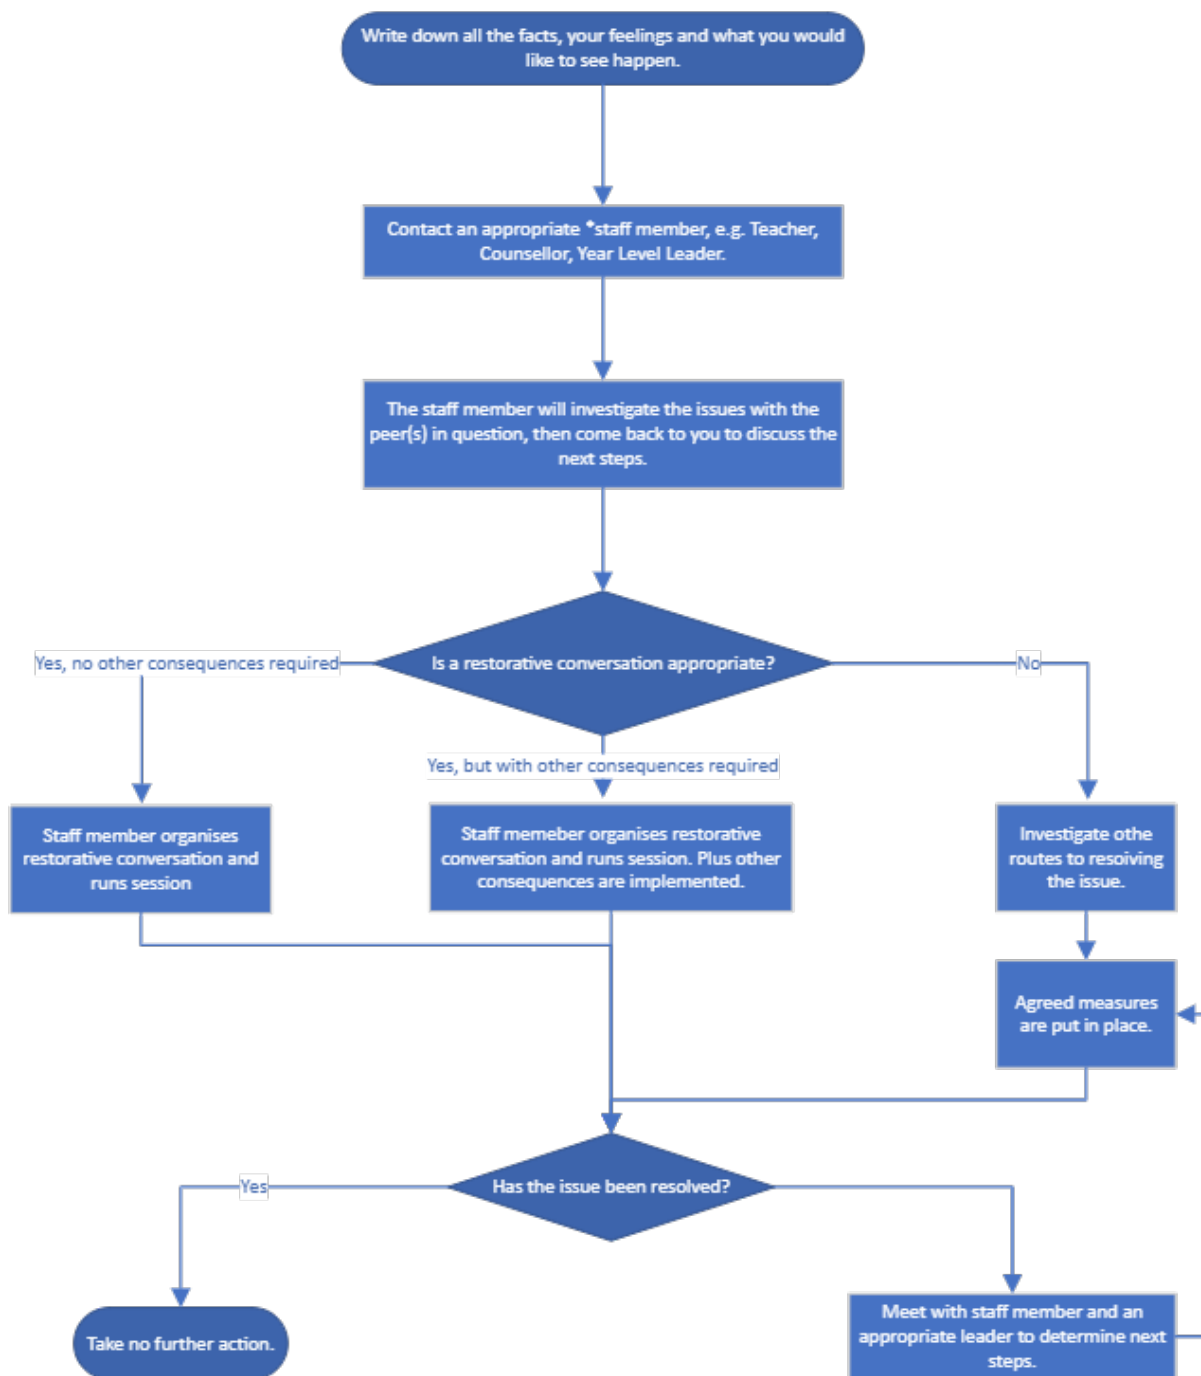 Write down all the facts, your feelings and what you would
like to see happen.
Contact an appropriate *staff member, e.g. Teacher,
Counsellor, Year Level Leader.
The staff member will investigate the issues with the
peer(s) in question, then come back to you to discuss the
next steps.
Is a restorative conversation appropriate?
Yes, no other consequences required
No
Yes, but with other consequences required
Staff member organises
restorative conversation and
runs session
Staff memeber organises restorative
conversation and runs session. Plus other
consequences are implemented.
Investigate othe
routes to resolving
the issue.
Agreed measures
are put in place.
Has the issue been resolved?
Yes
Take no further action.
Meet with staff member and an
appropriate leader to determine next
steps.